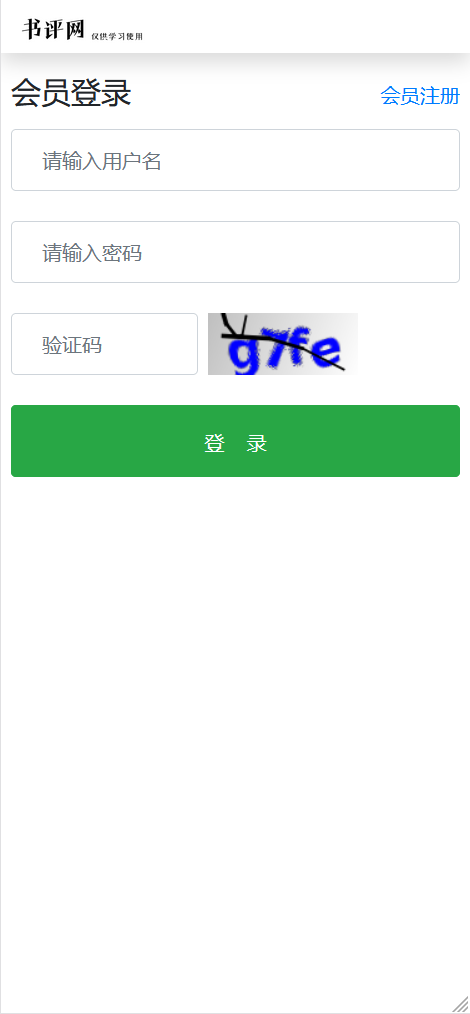 书评网 仅供学习使用
会员登录 会员注册
请输入用户名
请输入密码
验证码 g7fe
登 录